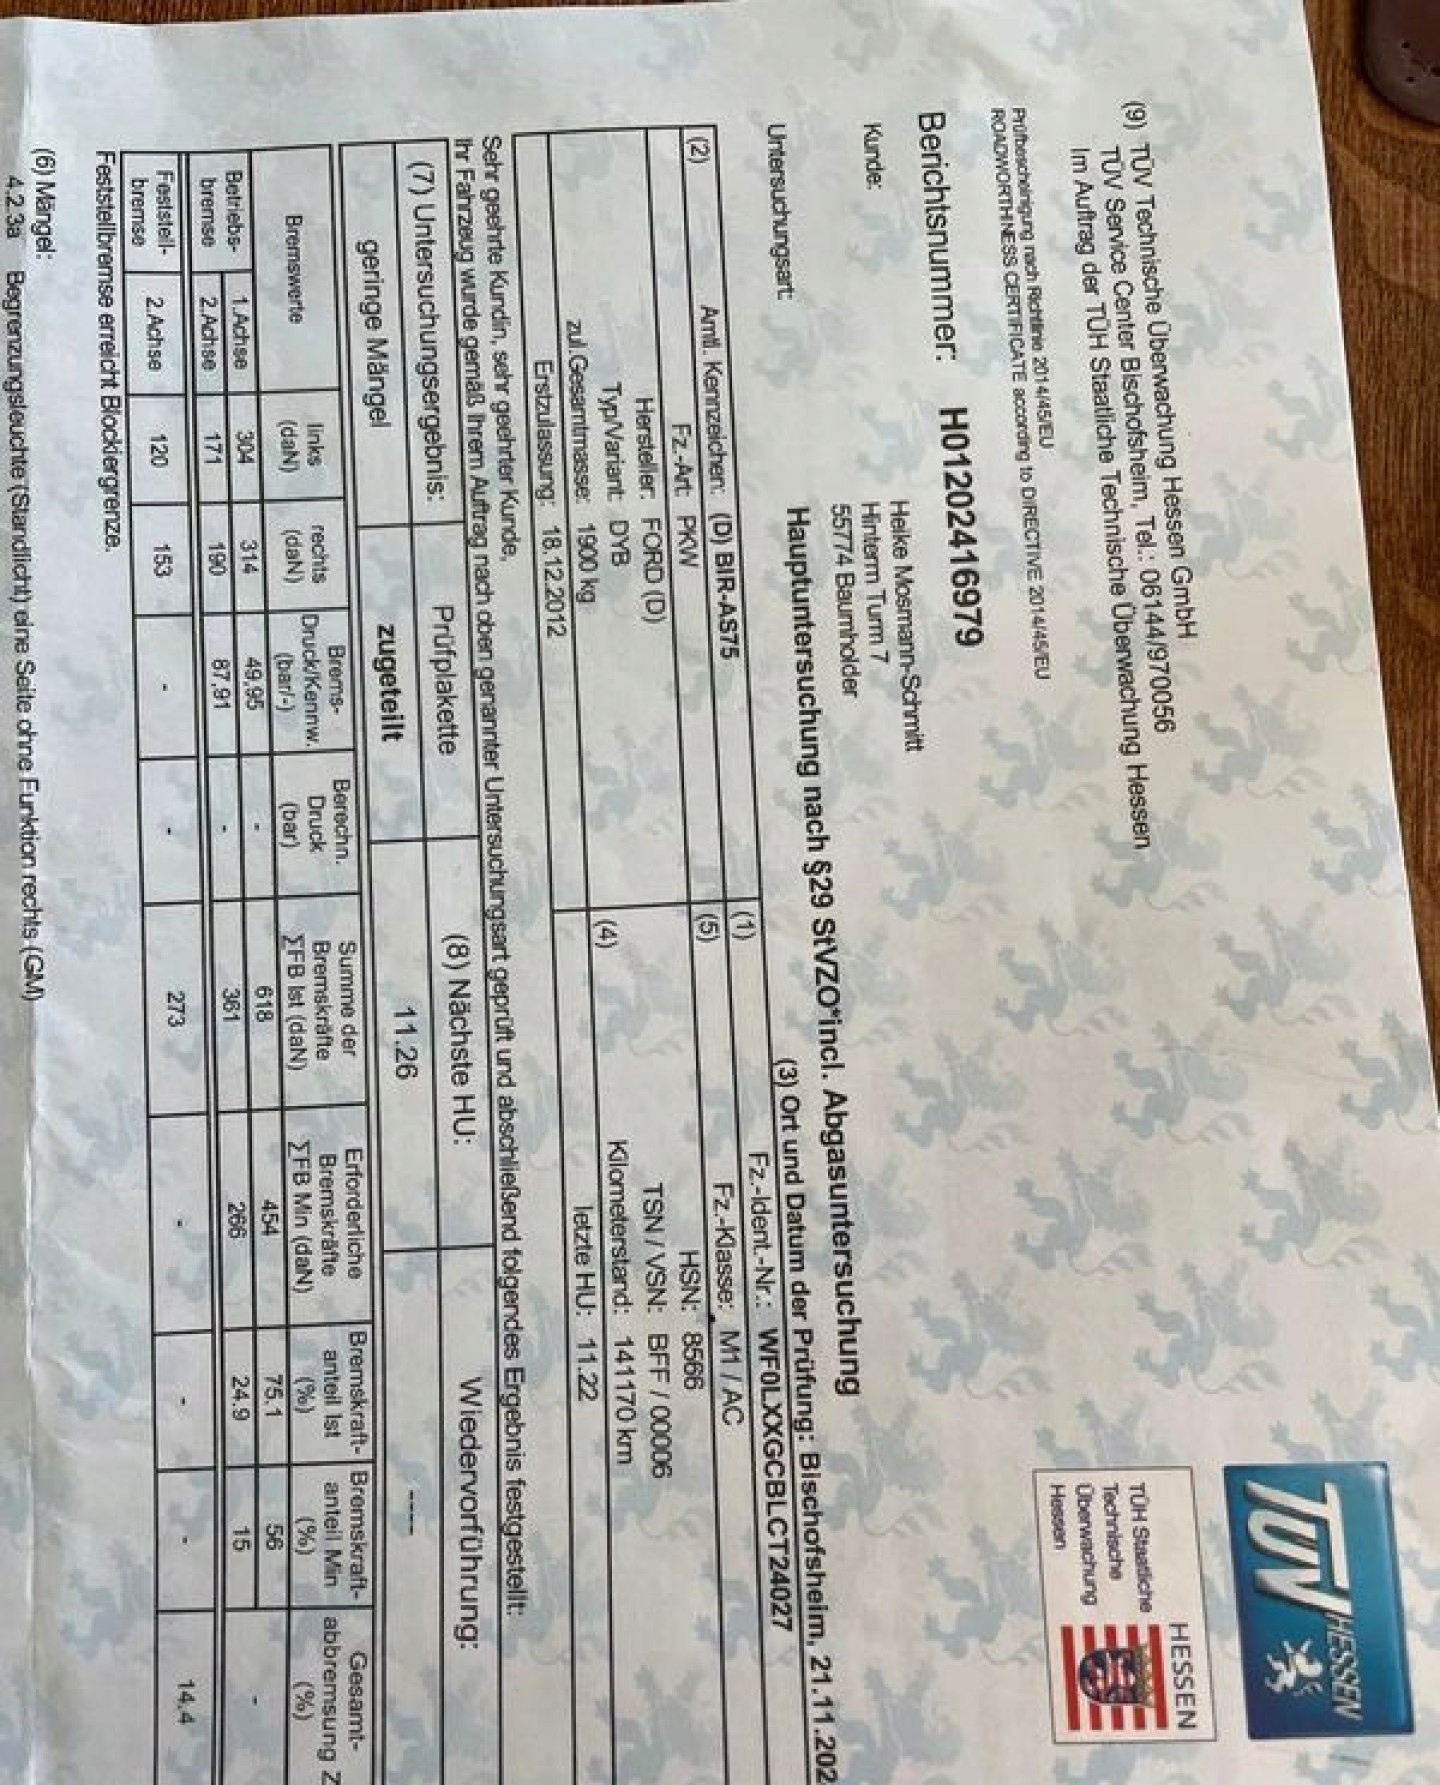 TÜV HESSEN
HESSEN
TÜH Staatliche
Technische
Überwachung
Hessen
(9) TÜV Technische Überwachung Hessen GmbH
TÜV Service Center Bischofsheim, Tel.: 06144/970056
Im Auftrag der TÜH Staatliche Technische Überwachung Hessen
Prüfbescheinigung nach Richtlinie 2014/45/EU
ROADWORTHINESS CERTIFICATE according to DIRECTIVE 2014/45/EU
Berichtsnummer: H01202416979
Kunde: Heike Mosmann-Schmitt
Hinterm Turm 7
55774 Baumholder
(3) Ort und Datum der Prüfung: Bischofsheim, 21.11.202
Untersuchungsart: Hauptuntersuchung nach §29 StVZO*incl. Abgasuntersuchung
(2) Amtl. Kennzeichen: (D) BIR-AS75 (1) Fz.-Ident.-Nr.: WF0LXXGCBLCT24027
Fz.-Art: PKW (5) Fz.-Klasse: M1 / AC
Hersteller: FORD (D) HSN: 8566
Typ/Variant: DYB TSN / VSN: BFF / 00006
zul.Gesamtmasse: 1900 kg (4) Kilometerstand: 141170 km
Erstzulassung: 18.12.2012 letzte HU: 11.22
Sehr geehrte Kundin, sehr geehrter Kunde,
Ihr Fahrzeug wurde gemäß Ihrem Auftrag nach oben genannter Untersuchungsart geprüft und abschließend folgendes Ergebnis festgestellt:
(7) Untersuchungsergebnis: Prüfplakette (8) Nächste HU: Wiedervorführung:
geringe Mängel zugeteilt 11.26 ----
Bremswerte links (daN) rechts (daN) Brems-Druck/Kennw. (bar/-) Berechn. Druck (bar) Summe der Bremskräfte ∑FB Ist (daN) Erforderliche Bremskräfte ∑FB Min (daN) Bremskraft-anteil Ist (%) Bremskraft-anteil Min (%) Gesamt-abbremsung Z (%)
Betriebs-bremse 1.Achse 304 314 49,95 - 618 454 75,1 56 -
2.Achse 171 190 87,91 - 361 266 24,9 15
Feststell-bremse 2.Achse 120 153 - - 273 - - - 14,4
Feststellbremse erreicht Blockiergrenze.
(6) Mängel:
4.2.3a Begrenzungsleuchte (Standlicht) eine Seite ohne Funktion rechts (GM)